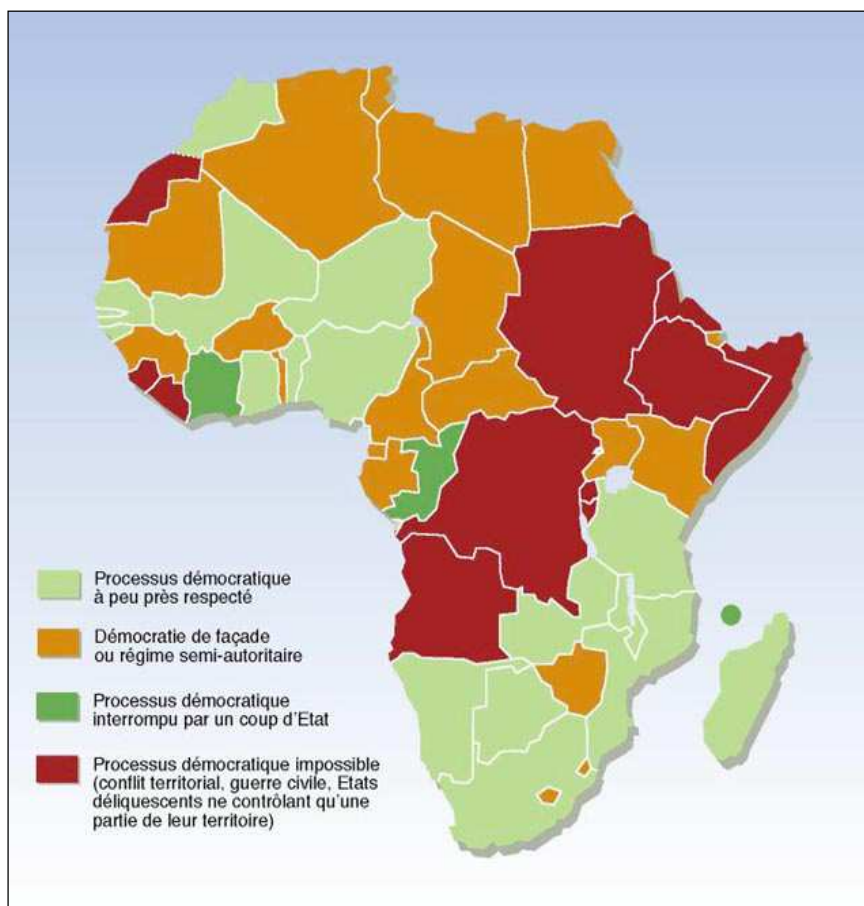 Processus démocratique
à peu près respecté
Démocratie de façade
ou régime semi-autoritaire
Processus démocratique
interrompu par un coup d'Etat
Processus démocratique impossible
(conflit territorial, guerre civile, Etats
déliquescents ne contrôlant qu'une
partie de leur territoire)